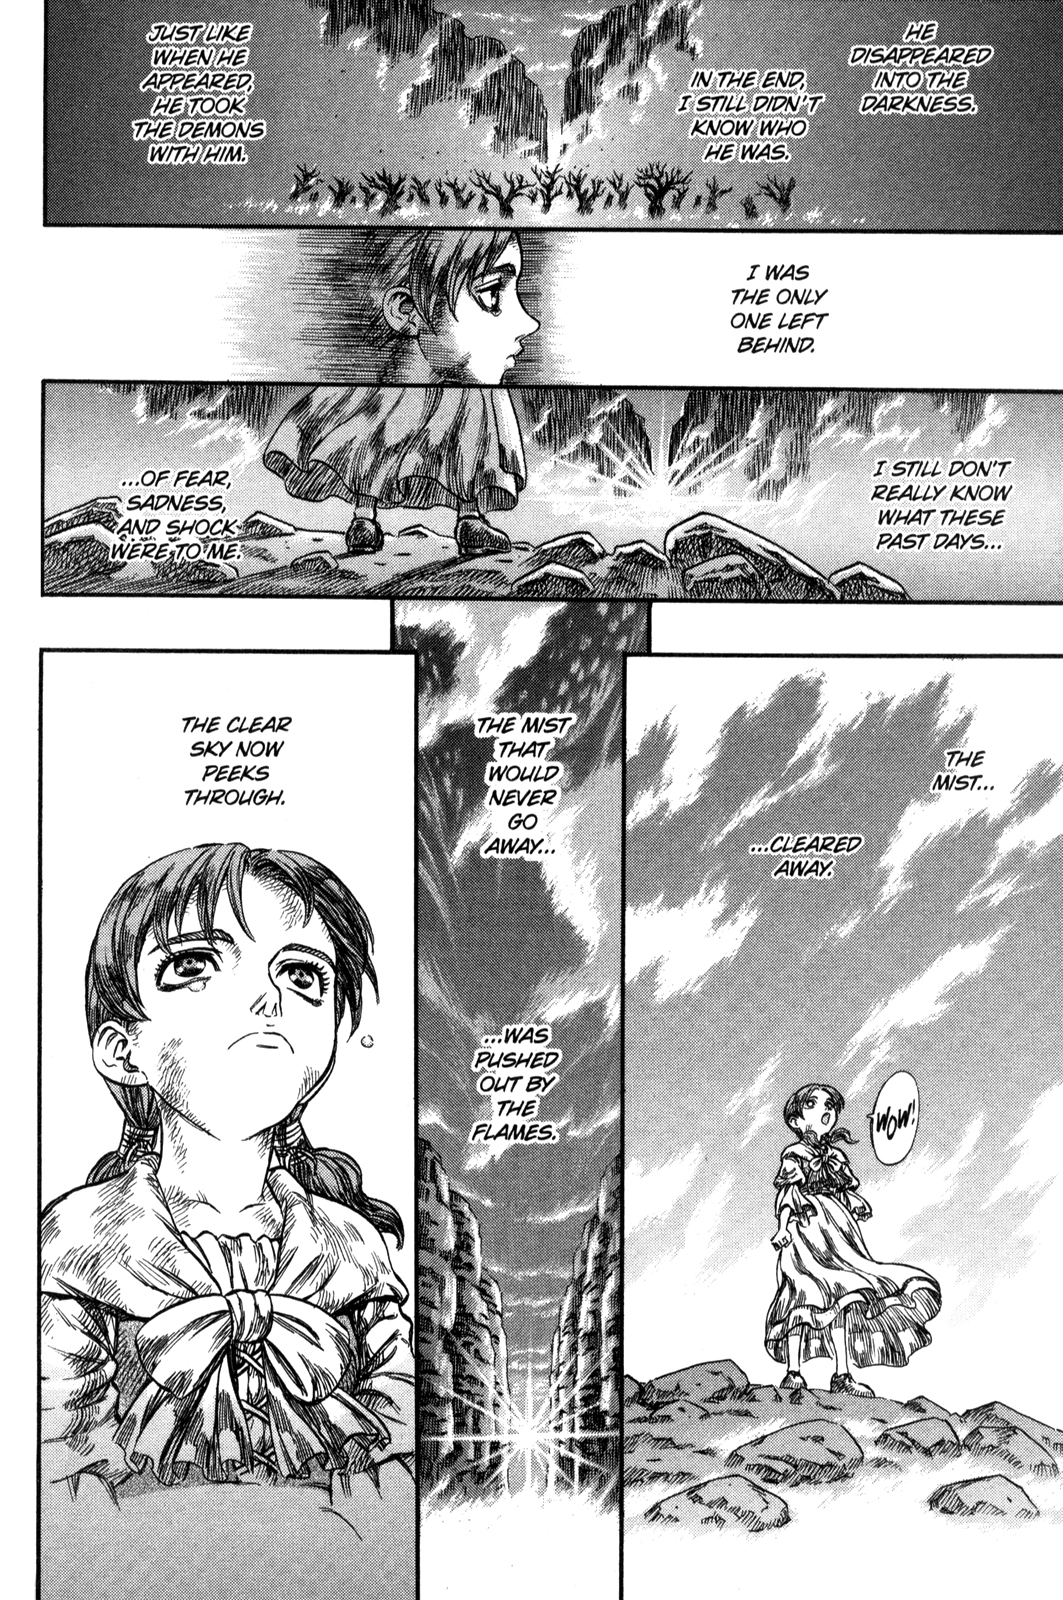 HE
DISAPPEARED
INTO THE
DARKNESS.
IN THE END,
I STILL DIDN'T
KNOW WHO
HE WAS.
JUST LIKE
WHEN HE
APPEARED,
HE TOOK
THE DEMONS
WITH HIM.
I WAS
THE ONLY
ONE LEFT
BEHIND.
I STILL DON'T
REALLY KNOW
WHAT THESE
PAST DAYS...
...OF FEAR,
SADNESS,
AND SHOCK
WERE TO ME.
THE
MIST...
...CLEARED
AWAY.
WOW!
THE MIST
THAT
WOULD
NEVER
GO
AWAY...
...WAS
PUSHED
OUT BY
THE
FLAMES.
THE CLEAR
SKY NOW
PEEKS
THROUGH.